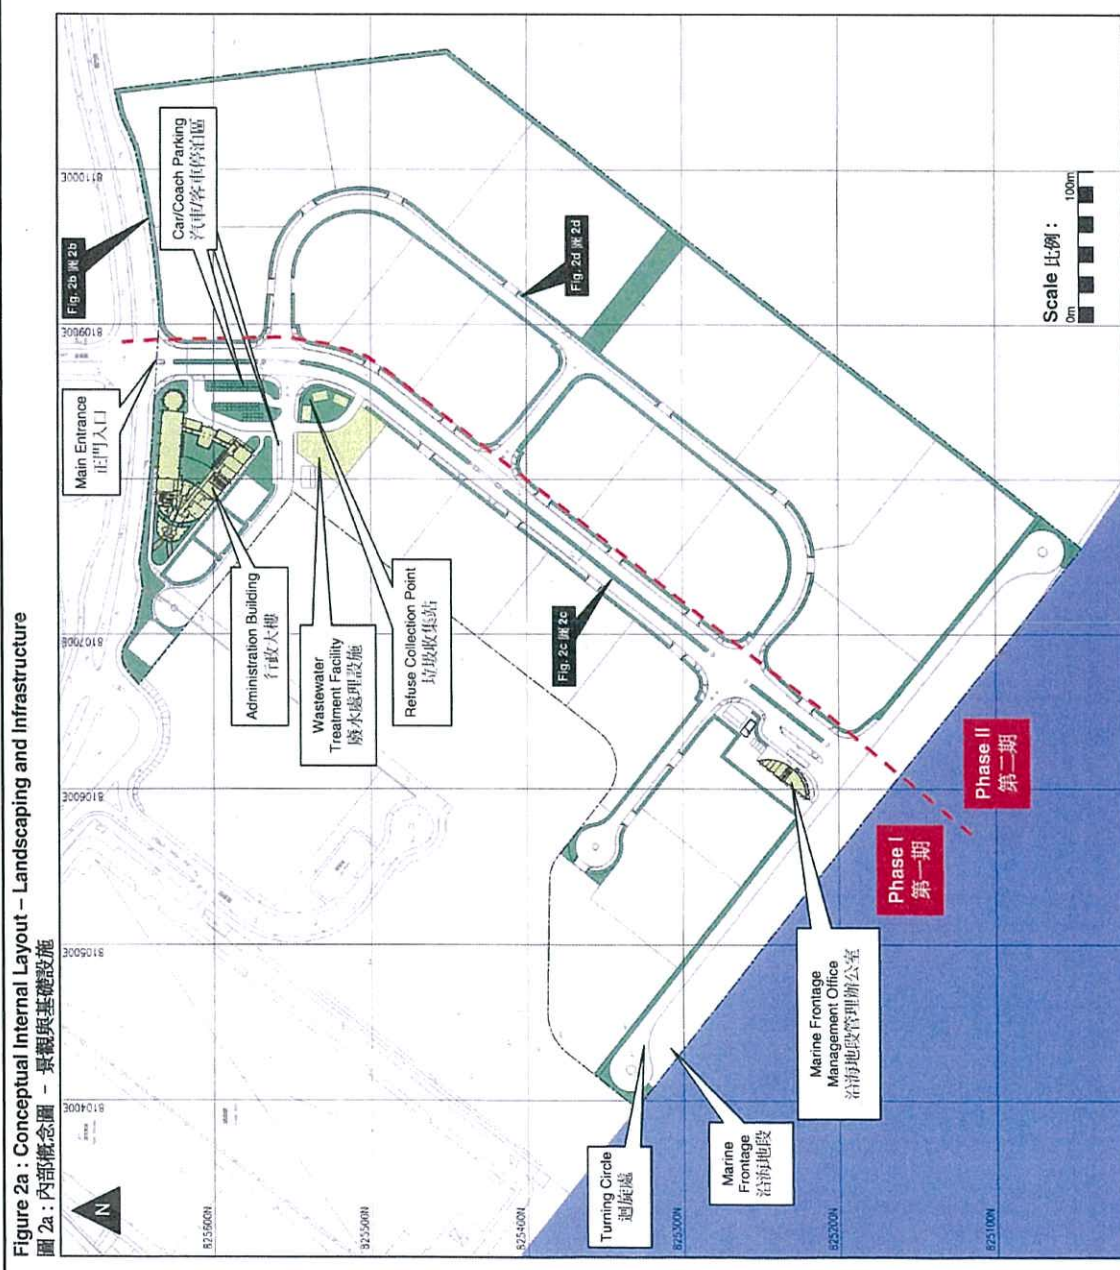 Figure 2a : Conceptual Internal Layout – Landscaping and Infrastructure
圖 2a : 內部概念圖 – 景觀與基礎設施
N
Main Entrance
正門入口
Fig. 2b 圖 2b
Car/Coach Parking
汽車/客車停泊區
Administration Building
行政大樓
Wastewater
Treatment Facility
廢水處理設施
Refuse Collection Point
垃圾收集站
Fig. 2d 圖 2d
Fig. 2c 圖 2c
Turning Circle
迴旋處
Marine
Frontage
沿海地段
Marine Frontage
Management Office
沿海地段管理辦公室
Phase I
第一期
Phase II
第二期
Scale 比例 :
0m 100m
810400E
810500E
810600E
810700E
810900E
811000E
825600N
825500N
825400N
825300N
825200N
825100N